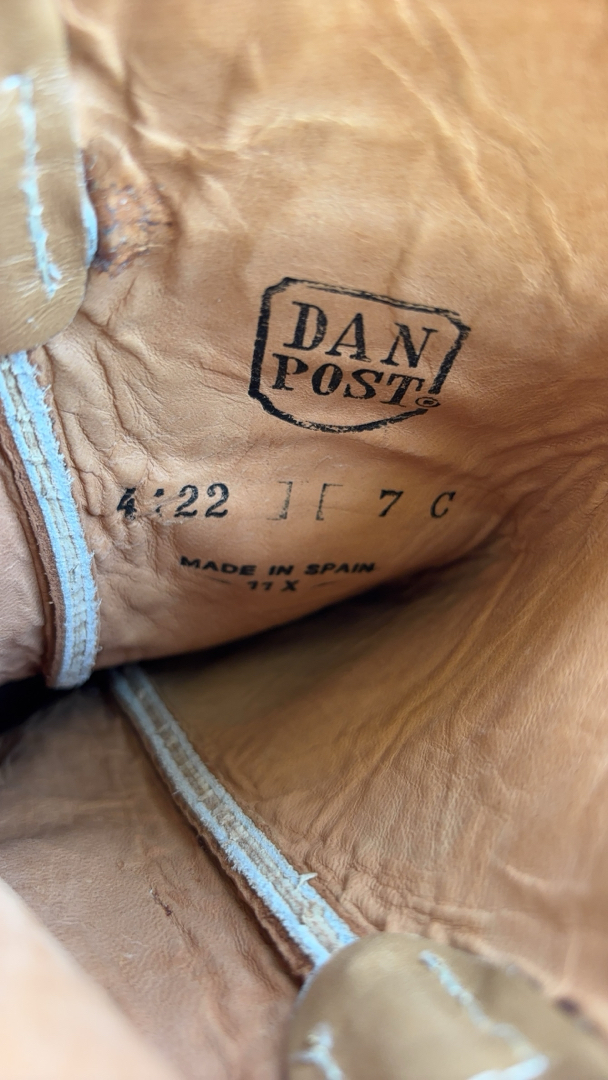 DAN
POST©
4:22 ] [ 7 C
MADE IN SPAIN
11 X